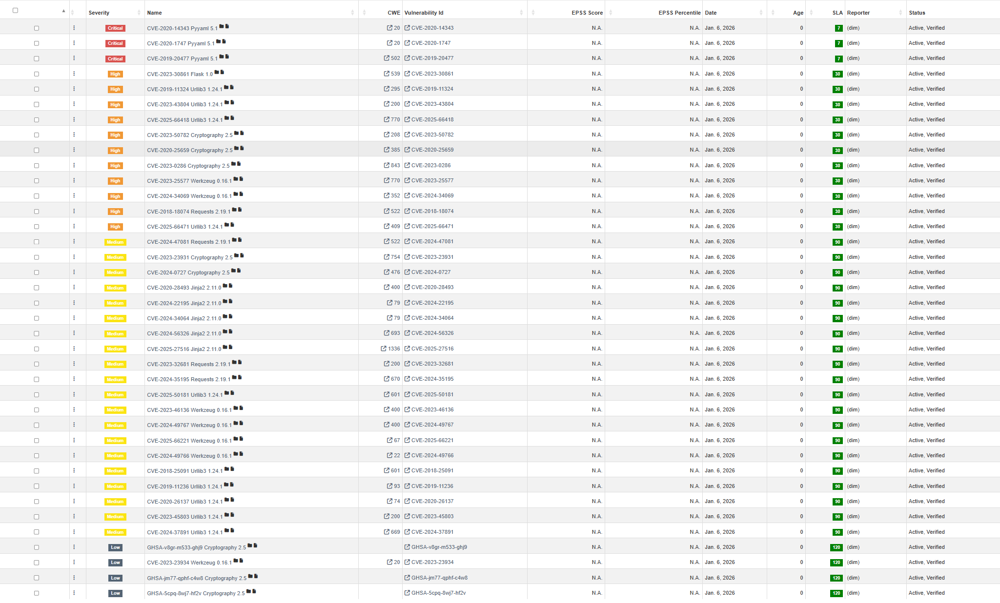 Severity Name CWE Vulnerability Id EPSS Score EPSS Percentile Date Age SLA Reporter Status
Critical CVE-2020-14343 Pyyaml 5.1 20 CVE-2020-14343 N.A. N.A. Jan. 6, 2026 0 7 (dim) Active, Verified
Critical CVE-2020-1747 Pyyaml 5.1 20 CVE-2020-1747 N.A. N.A. Jan. 6, 2026 0 7 (dim) Active, Verified
Critical CVE-2019-20477 Pyyaml 5.1 502 CVE-2019-20477 N.A. N.A. Jan. 6, 2026 0 7 (dim) Active, Verified
High CVE-2023-30861 Flask 1.0 539 CVE-2023-30861 N.A. N.A. Jan. 6, 2026 0 30 (dim) Active, Verified
High CVE-2019-11324 Urllib3 1.24.1 295 CVE-2019-11324 N.A. N.A. Jan. 6, 2026 0 30 (dim) Active, Verified
High CVE-2023-43804 Urllib3 1.24.1 200 CVE-2023-43804 N.A. N.A. Jan. 6, 2026 0 30 (dim) Active, Verified
High CVE-2025-66418 Urllib3 1.24.1 770 CVE-2025-66418 N.A. N.A. Jan. 6, 2026 0 30 (dim) Active, Verified
High CVE-2023-50782 Cryptography 2.5 208 CVE-2023-50782 N.A. N.A. Jan. 6, 2026 0 30 (dim) Active, Verified
High CVE-2020-25659 Cryptography 2.5 385 CVE-2020-25659 N.A. N.A. Jan. 6, 2026 0 30 (dim) Active, Verified
High CVE-2023-0286 Cryptography 2.5 843 CVE-2023-0286 N.A. N.A. Jan. 6, 2026 0 30 (dim) Active, Verified
High CVE-2023-25577 Werkzeug 0.16.1 770 CVE-2023-25577 N.A. N.A. Jan. 6, 2026 0 30 (dim) Active, Verified
High CVE-2024-34069 Werkzeug 0.16.1 352 CVE-2024-34069 N.A. N.A. Jan. 6, 2026 0 30 (dim) Active, Verified
High CVE-2018-18074 Requests 2.19.1 522 CVE-2018-18074 N.A. N.A. Jan. 6, 2026 0 30 (dim) Active, Verified
High CVE-2025-66471 Urllib3 1.24.1 409 CVE-2025-66471 N.A. N.A. Jan. 6, 2026 0 30 (dim) Active, Verified
Medium CVE-2024-47081 Requests 2.19.1 522 CVE-2024-47081 N.A. N.A. Jan. 6, 2026 0 90 (dim) Active, Verified
Medium CVE-2023-23931 Cryptography 2.5 754 CVE-2023-23931 N.A. N.A. Jan. 6, 2026 0 90 (dim) Active, Verified
Medium CVE-2024-0727 Cryptography 2.5 476 CVE-2024-0727 N.A. N.A. Jan. 6, 2026 0 90 (dim) Active, Verified
Medium CVE-2020-28493 Jinja2 2.11.0 400 CVE-2020-28493 N.A. N.A. Jan. 6, 2026 0 90 (dim) Active, Verified
Medium CVE-2024-22195 Jinja2 2.11.0 79 CVE-2024-22195 N.A. N.A. Jan. 6, 2026 0 90 (dim) Active, Verified
Medium CVE-2024-34064 Jinja2 2.11.0 79 CVE-2024-34064 N.A. N.A. Jan. 6, 2026 0 90 (dim) Active, Verified
Medium CVE-2024-56326 Jinja2 2.11.0 693 CVE-2024-56326 N.A. N.A. Jan. 6, 2026 0 90 (dim) Active, Verified
Medium CVE-2025-27516 Jinja2 2.11.0 1336 CVE-2025-27516 N.A. N.A. Jan. 6, 2026 0 90 (dim) Active, Verified
Medium CVE-2023-32681 Requests 2.19.1 200 CVE-2023-32681 N.A. N.A. Jan. 6, 2026 0 90 (dim) Active, Verified
Medium CVE-2024-35195 Requests 2.19.1 670 CVE-2024-35195 N.A. N.A. Jan. 6, 2026 0 90 (dim) Active, Verified
Medium CVE-2025-50181 Urllib3 1.24.1 601 CVE-2025-50181 N.A. N.A. Jan. 6, 2026 0 90 (dim) Active, Verified
Medium CVE-2023-46136 Werkzeug 0.16.1 400 CVE-2023-46136 N.A. N.A. Jan. 6, 2026 0 90 (dim) Active, Verified
Medium CVE-2024-49767 Werkzeug 0.16.1 400 CVE-2024-49767 N.A. N.A. Jan. 6, 2026 0 90 (dim) Active, Verified
Medium CVE-2025-66221 Werkzeug 0.16.1 67 CVE-2025-66221 N.A. N.A. Jan. 6, 2026 0 90 (dim) Active, Verified
Medium CVE-2024-49766 Werkzeug 0.16.1 22 CVE-2024-49766 N.A. N.A. Jan. 6, 2026 0 90 (dim) Active, Verified
Medium CVE-2018-25091 Urllib3 1.24.1 601 CVE-2018-25091 N.A. N.A. Jan. 6, 2026 0 90 (dim) Active, Verified
Medium CVE-2019-11236 Urllib3 1.24.1 93 CVE-2019-11236 N.A. N.A. Jan. 6, 2026 0 90 (dim) Active, Verified
Medium CVE-2020-26137 Urllib3 1.24.1 74 CVE-2020-26137 N.A. N.A. Jan. 6, 2026 0 90 (dim) Active, Verified
Medium CVE-2023-45803 Urllib3 1.24.1 200 CVE-2023-45803 N.A. N.A. Jan. 6, 2026 0 90 (dim) Active, Verified
Medium CVE-2024-37891 Urllib3 1.24.1 669 CVE-2024-37891 N.A. N.A. Jan. 6, 2026 0 90 (dim) Active, Verified
Low GHSA-v8gr-m533-ghj9 Cryptography 2.5 GHSA-v8gr-m533-ghj9 N.A. N.A. Jan. 6, 2026 0 120 (dim) Active, Verified
Low CVE-2023-23934 Werkzeug 0.16.1 20 CVE-2023-23934 N.A. N.A. Jan. 6, 2026 0 120 (dim) Active, Verified
Low GHSA-jm77-qphf-c4w8 Cryptography 2.5 GHSA-jm77-qphf-c4w8 N.A. N.A. Jan. 6, 2026 0 120 (dim) Active, Verified
Low GHSA-5cpq-8wj7-hf2v Cryptography 2.5 GHSA-5cpq-8wj7-hf2v N.A. N.A. Jan. 6, 2026 0 120 (dim) Active, Verified